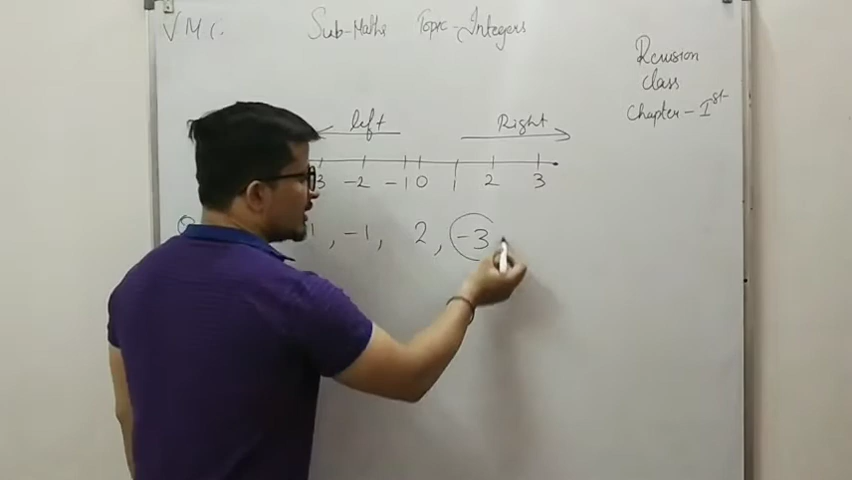 V M C. Sub-Maths Topic-Integers
Revision
Class
Chapter-Ist
left Right
3 -2 -1 0 1 2 3
1, -1, 2, -3